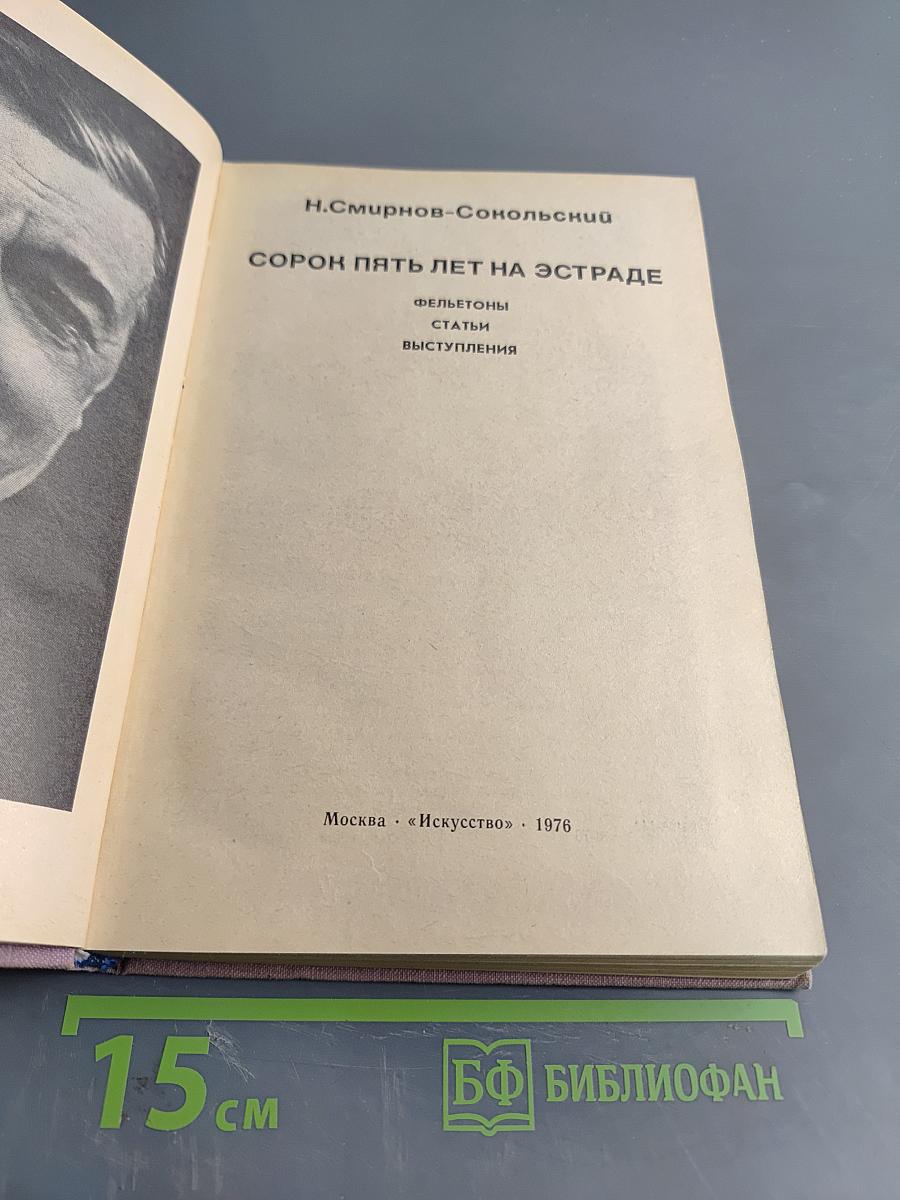 Н.Смирнов-Сокольский
СОРОК ПЯТЬ ЛЕТ НА ЭСТРАДЕ
ФЕЛЬЕТОНЫ
СТАТЬИ
ВЫСТУПЛЕНИЯ
Москва · «Искусство» · 1976
15 см
БФ БИБЛИОФАН